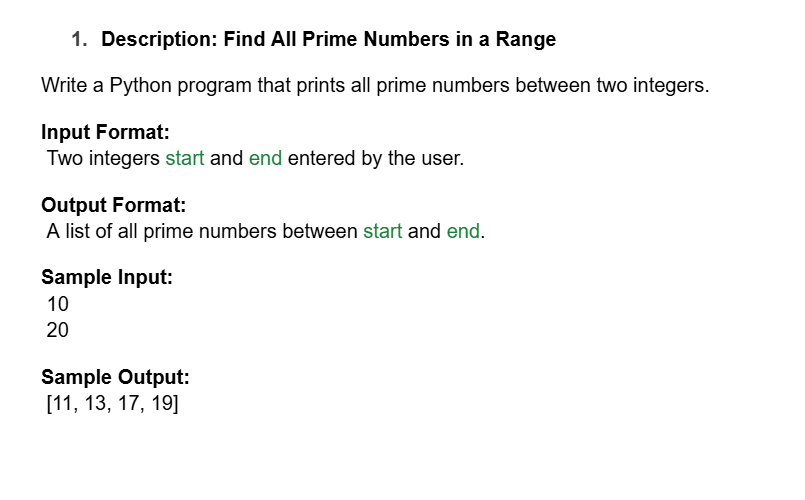 1. Description: Find All Prime Numbers in a Range
Write a Python program that prints all prime numbers between two integers.
Input Format:
Two integers start and end entered by the user.
Output Format:
A list of all prime numbers between start and end.
Sample Input:
10
20
Sample Output:
[11, 13, 17, 19]